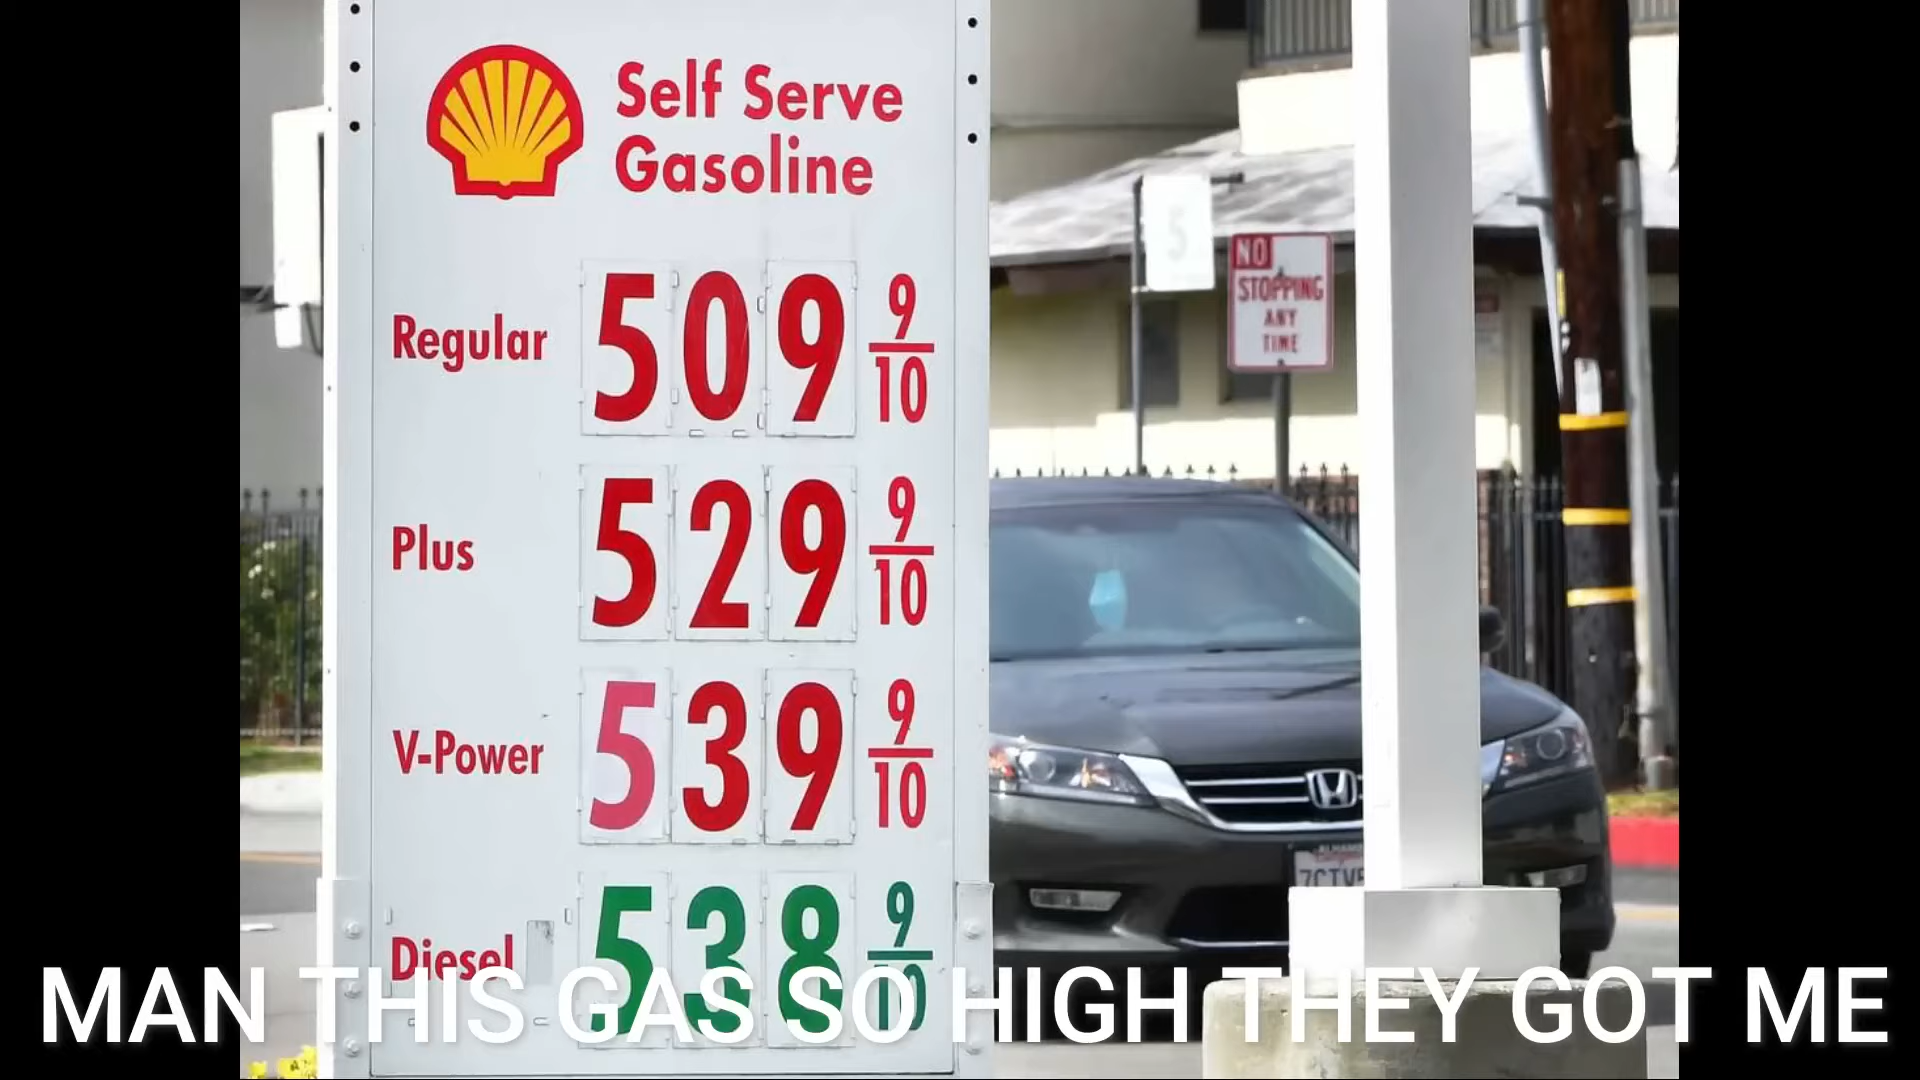 Self Serve
Gasoline
Regular 509 9/10
Plus 529 9/10
V-Power 539 9/10
Diesel 538 9/10
5
NO
STOPPING
ANY
TIME
MAN THIS GAS SO HIGH THEY GOT ME